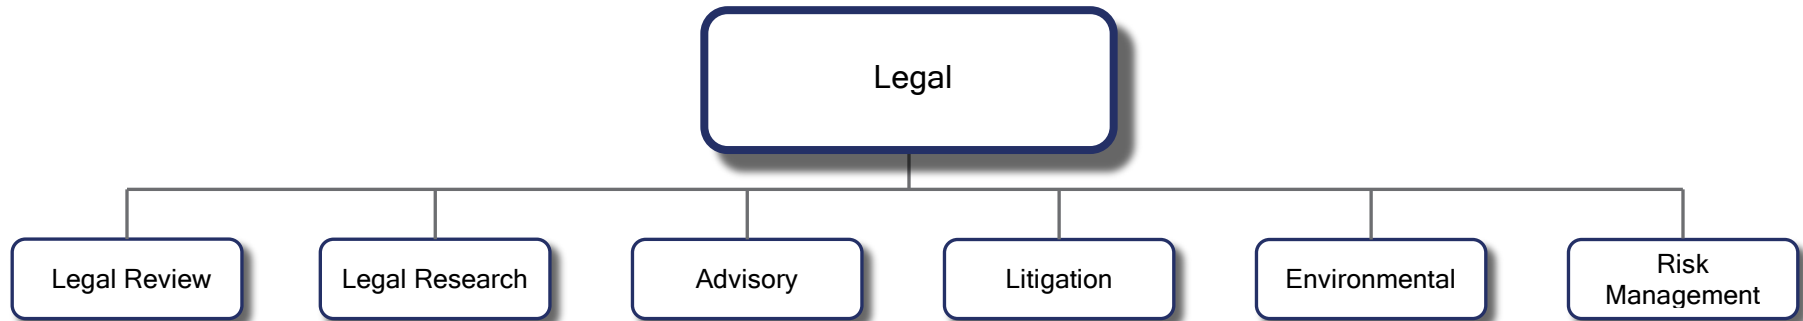 Legal
Legal Review
Legal Research
Advisory
Litigation
Environmental
Risk
Management